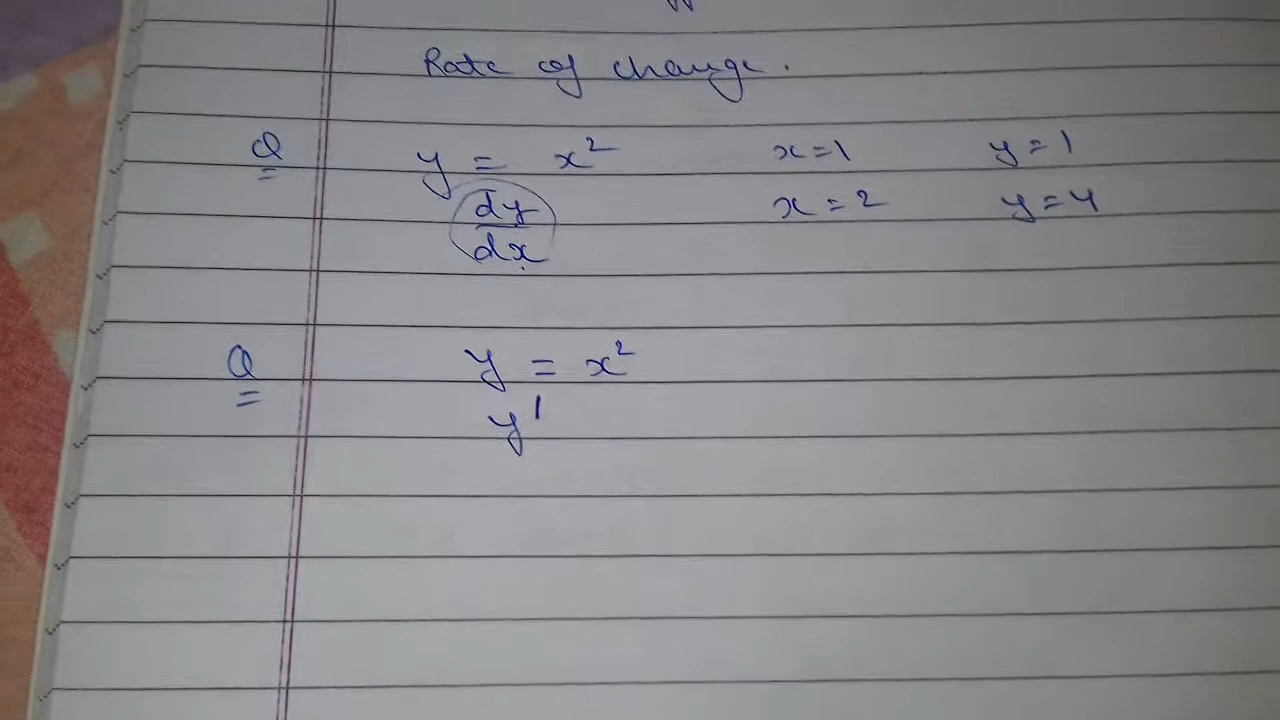 Rate of change.
Q y = x² x=1 y=1
dy/dx x=2 y=4
Q y = x²
y'